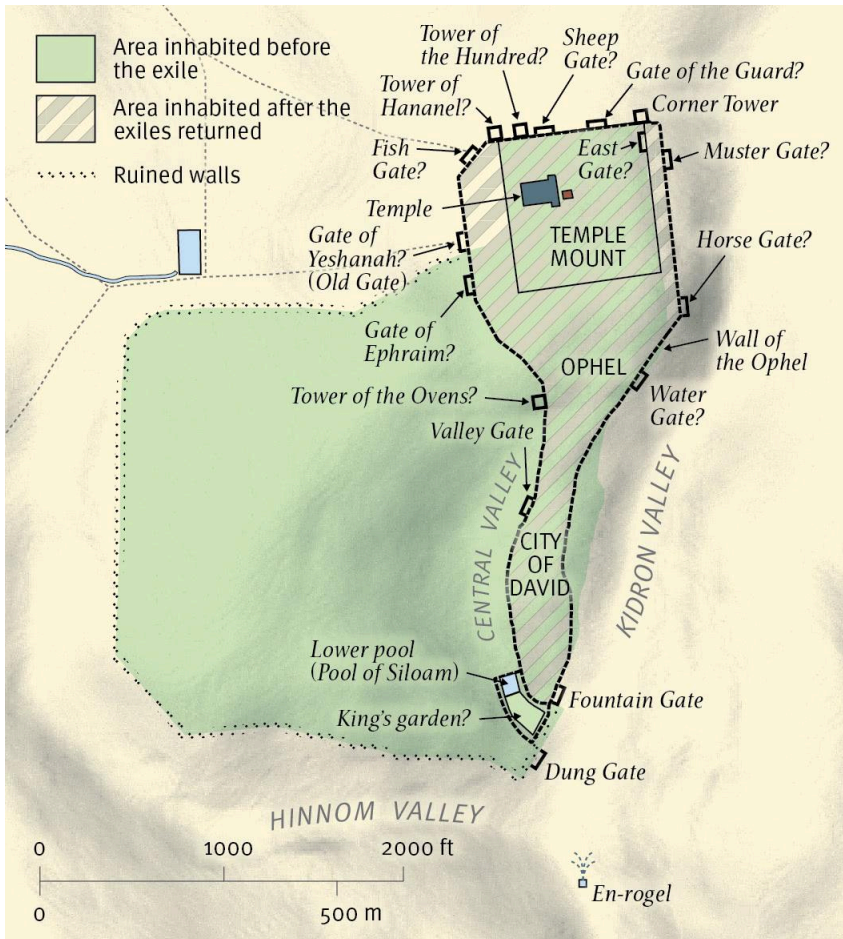 Area inhabited before
the exile
Area inhabited after the
exiles returned
Ruined walls
Tower of
the Hundred?
Sheep
Gate?
Tower of
Hananel?
Gate of the Guard?
Corner Tower
Fish
Gate?
East
Gate?
Muster Gate?
Temple
TEMPLE
MOUNT
Gate of
Yeshanah?
(Old Gate)
Horse Gate?
Gate of
Ephraim?
Wall of
the Ophel
OPHEL
Tower of the Ovens?
Water
Gate?
Valley Gate
CENTRAL VALLEY
CITY
OF
DAVID
KIDRON VALLEY
Lower pool
(Pool of Siloam)
King's garden?
Fountain Gate
Dung Gate
HINNOM VALLEY
0 1000 2000 ft
0 500 m
En-rogel